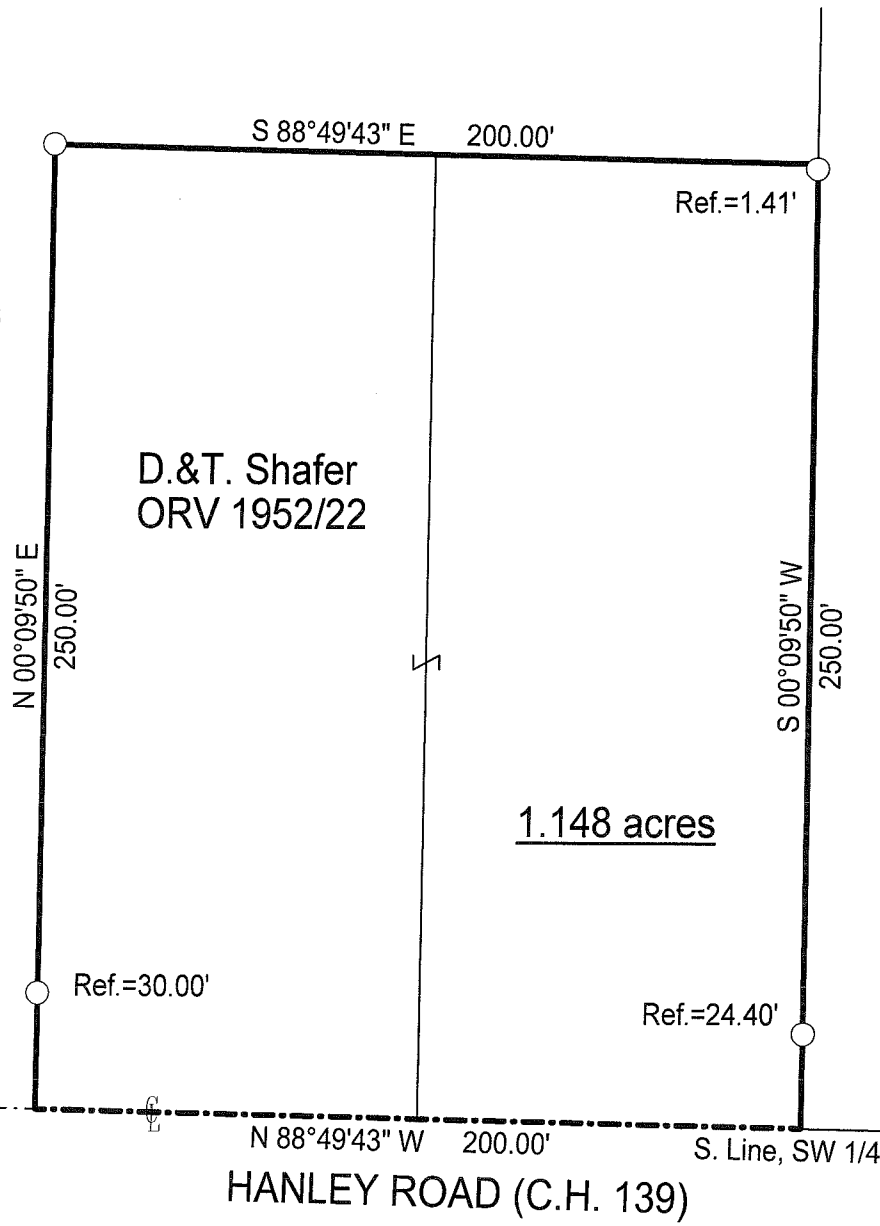 S 88°49'43" E 200.00'
Ref.=1.41'
D.&T. Shafer
ORV 1952/22
N 00°09'50" E
250.00'
S 00°09'50" W
250.00'
1.148 acres
Ref.=30.00'
Ref.=24.40'
℄
N 88°49'43" W 200.00'
S. Line, SW 1/4
HANLEY ROAD (C.H. 139)